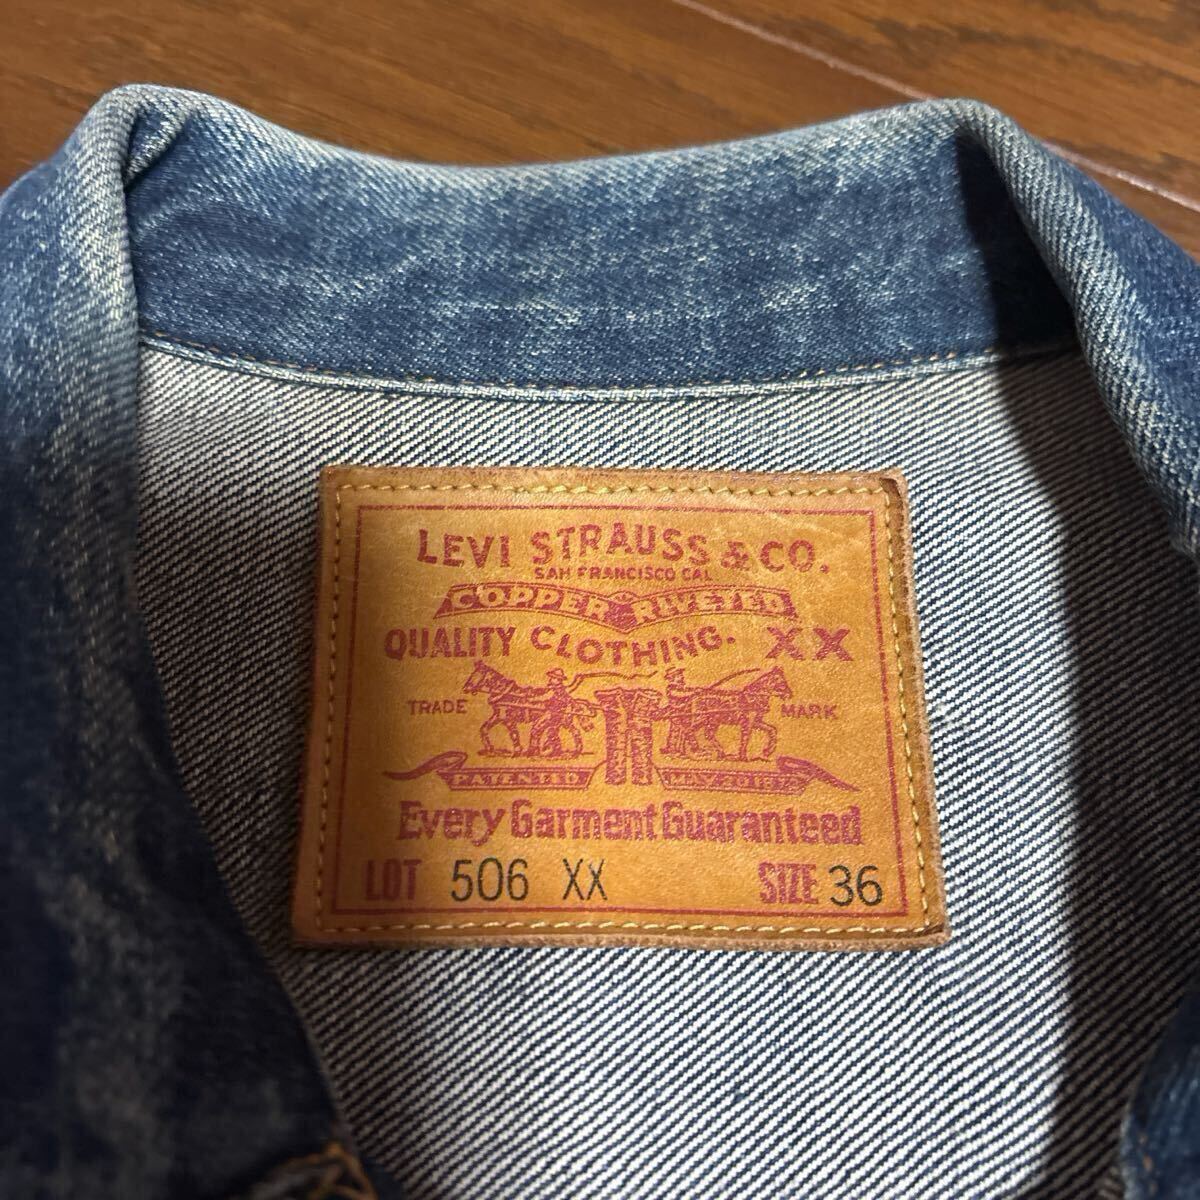 LEVI STRAUSS & CO.
SAN FRANCISCO CAL
COPPER RIVETED
QUALITY CLOTHING. XX
TRADE MARK
PATENTED MAY 20 1873
Every Garment Guaranteed
LOT 506 XX SIZE 36